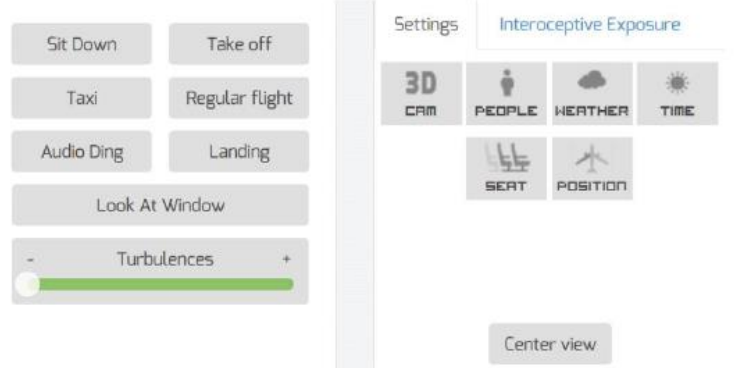 Sit Down Take off
Taxi Regular flight
Audio Ding Landing
Look At Window
- Turbulences +
Settings Interoceptive Exposure
3D PEOPLE WEATHER TIME
CAM
SEAT POSITION
Center view